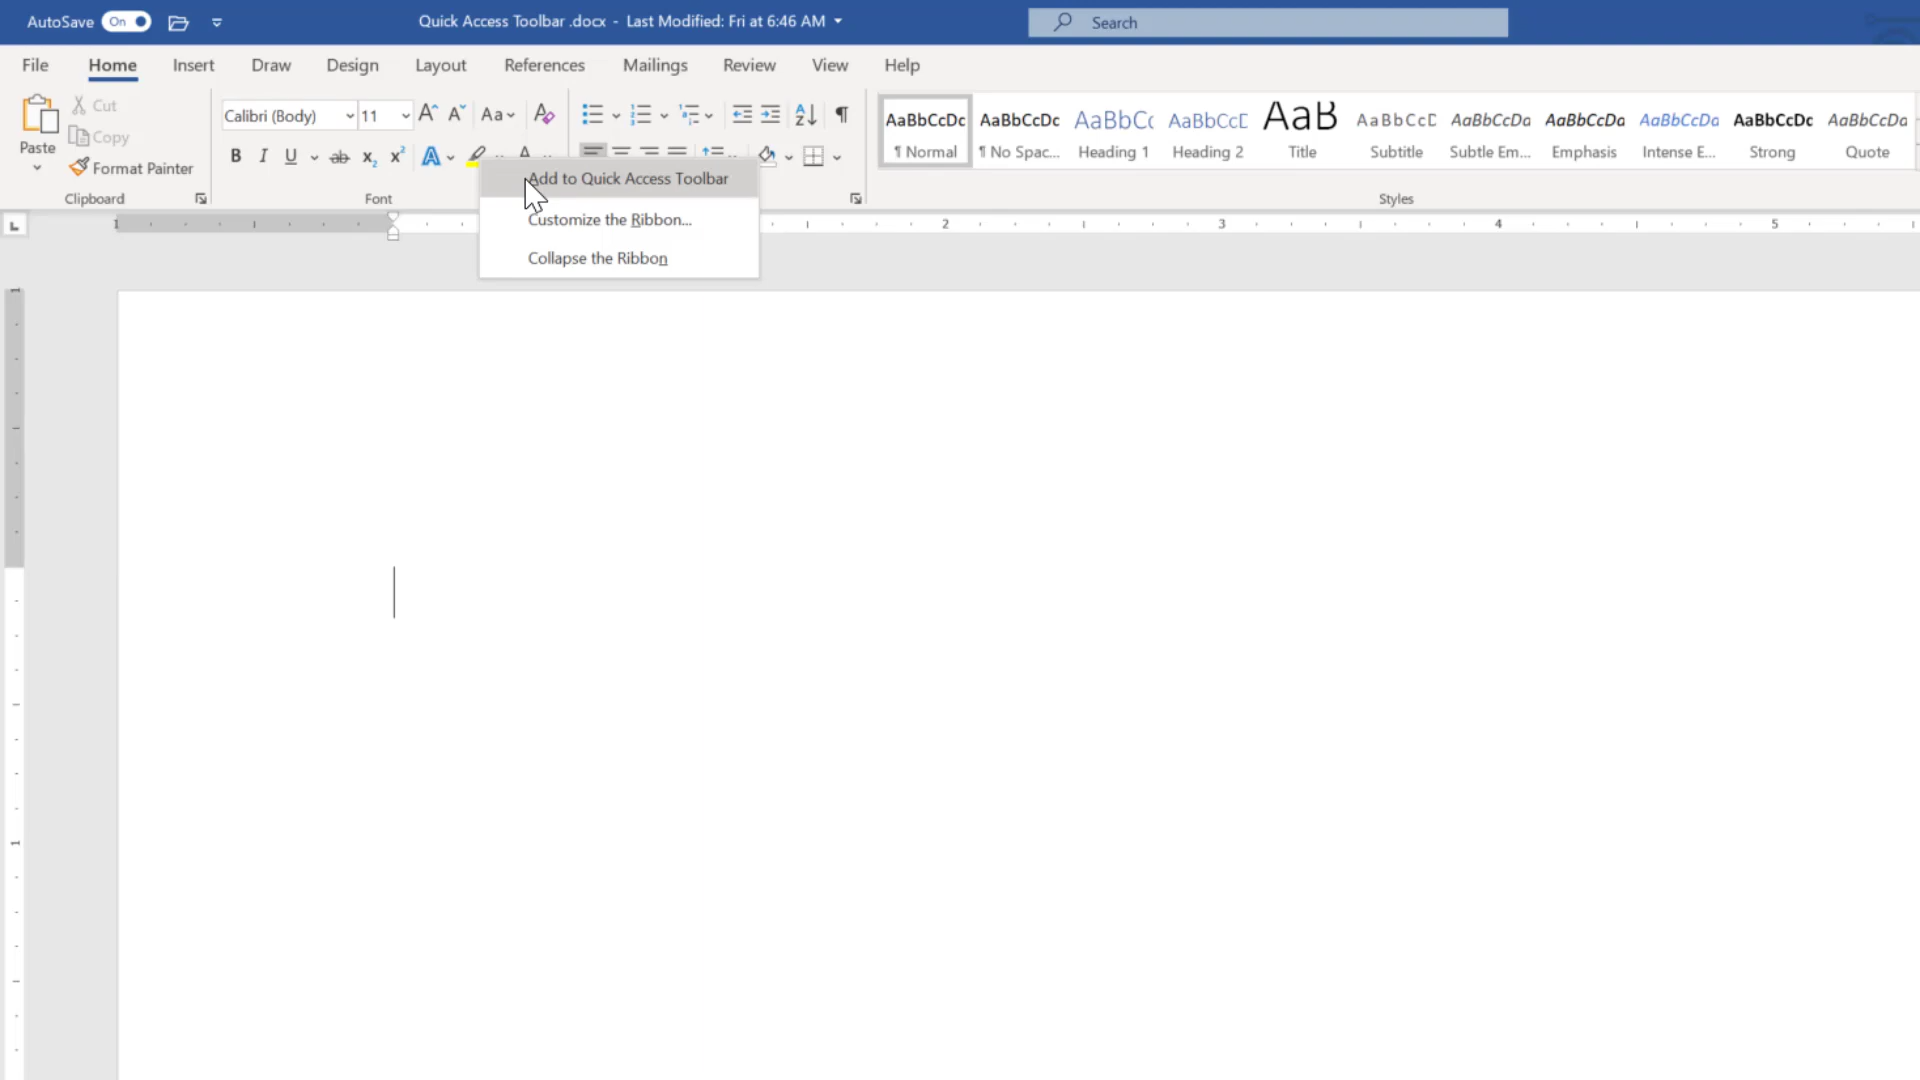 AutoSave On Quick Access Toolbar .docx - Last Modified: Fri at 6:46 AM Search
File Home Insert Draw Design Layout References Mailings Review View Help
Paste
Cut
Copy
Format Painter
Clipboard
Calibri (Body) 11
Font
Add to Quick Access Toolbar
Customize the Ribbon...
Collapse the Ribbon
AaBbCcDc AaBbCcDc AaBbCc AaBbCcD AaB AaBbCcD AaBbCcDa AaBbCcDa AaBbCcDa AaBbCcDc AaBbCcDa
¶ Normal ¶ No Spac... Heading 1 Heading 2 Title Subtitle Subtle Em... Emphasis Intense E... Strong Quote
Styles
1 2 3 4 5
1
1